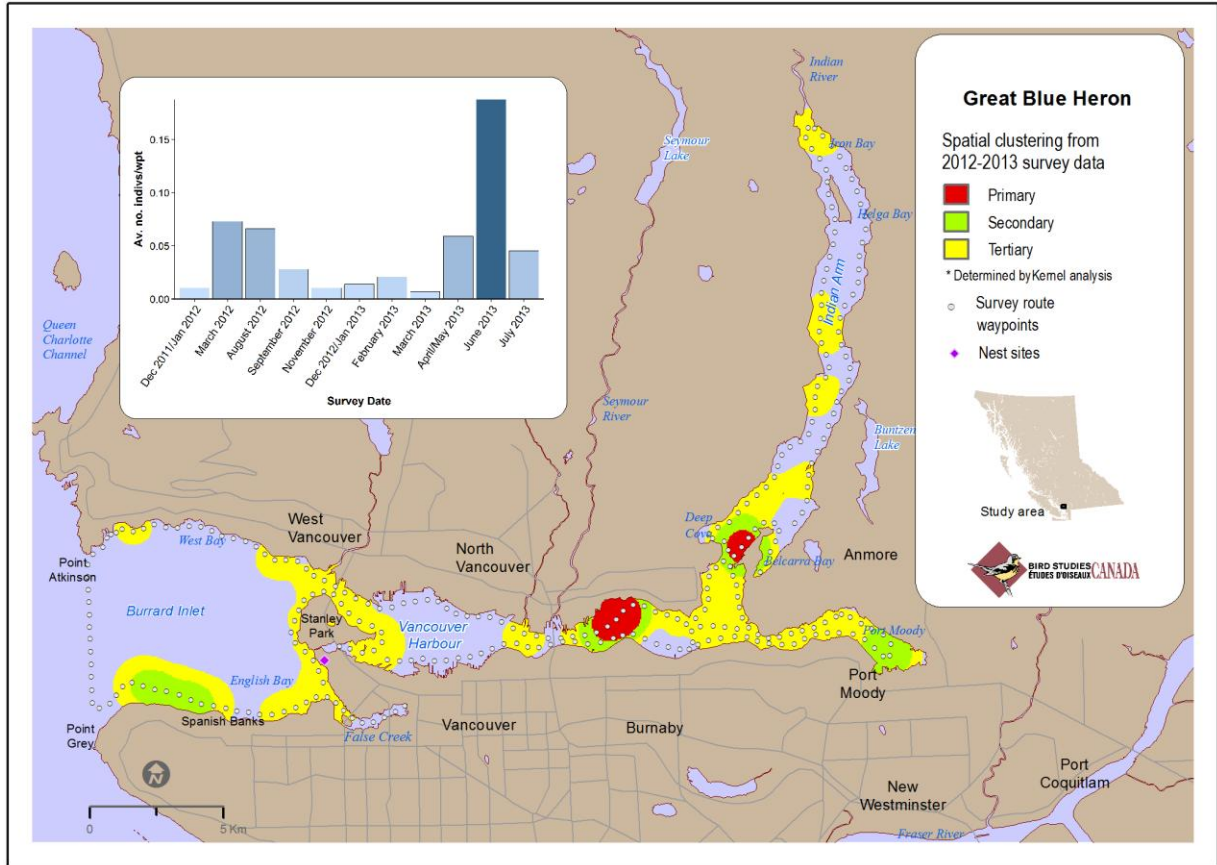 Great Blue Heron
Spatial clustering from
2012-2013 survey data
Primary
Secondary
Tertiary
* Determined by Kernel analysis
Survey route
waypoints
Nest sites
Study area
BIRD STUDIES
ÉTUDES D'OISEAUX
CANADA
Av. no. indivs/wpt
0.15
0.10
0.05
0.00
Dec 2011/Jan 2012
March 2012
August 2012
September 2012
November 2012
Dec 2012/Jan 2013
February 2013
March 2013
April/May 2013
June 2013
July 2013
Survey Date
Indian
River
Iron Bay
Helga Bay
Indian Arm
Seymour
Lake
Seymour
River
Buntzen
Lake
Queen
Charlotte
Channel
Deep
Cove
Belcarra Bay
Anmore
West
Vancouver
West Bay
North
Vancouver
Point
Atkinson
Burrard Inlet
Stanley
Park
Vancouver
Harbour
Port Moody
Port
Moody
English Bay
Spanish Banks
Point
Grey
False Creek
Vancouver
Burnaby
New
Westminster
Port
Coquitlam
Fraser River
N
0
5 Km